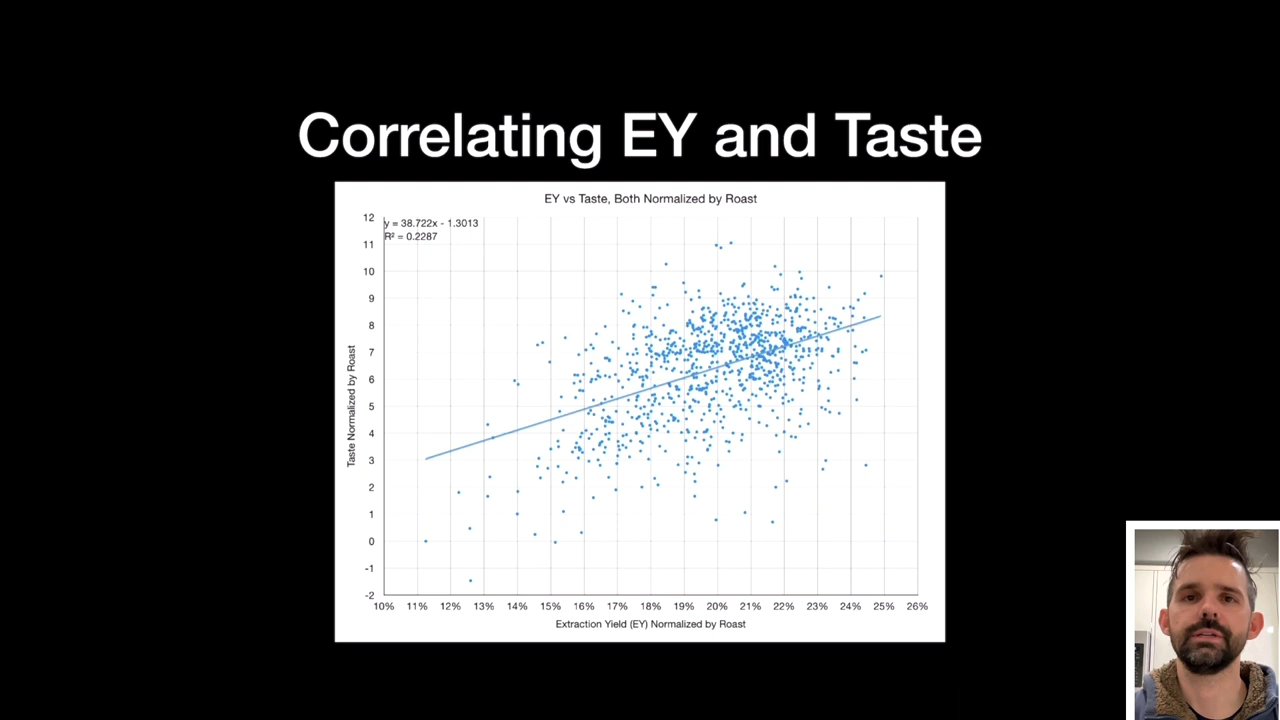 Correlating EY and Taste
EY vs Taste, Both Normalized by Roast
y = 38.722x - 1.3013
R² = 0.2287
Taste Normalized by Roast
12
11
10
9
8
7
6
5
4
3
2
1
0
-1
-2
10% 11% 12% 13% 14% 15% 16% 17% 18% 19% 20% 21% 22% 23% 24% 25% 26%
Extraction Yield (EY) Normalized by Roast